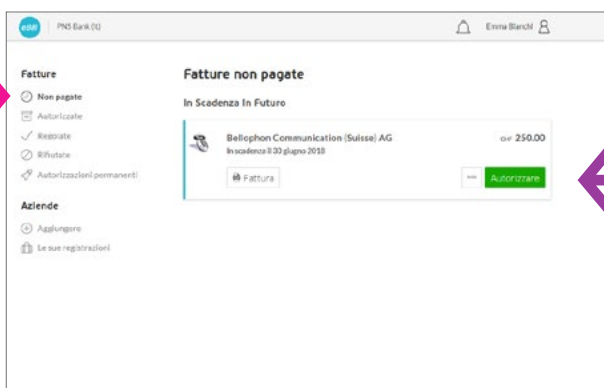 eBill PNS Bank (it) Emma Bianchi
Fatture
Non pagate
Autorizzate
Regolate
Rifiutate
Autorizzazioni permanenti
Aziende
Aggiungere
Le sue registrazioni
Fatture non pagate
In Scadenza In Futuro
Bellophon Communication (Suisse) AG CHF 250.00
In scadenza il 30 giugno 2018
Fattura Autorizzare